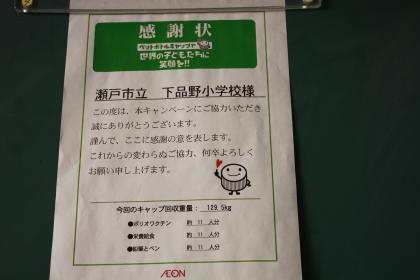 感謝状
ペットボトルキャップで
世界の子どもたちに
笑顔を!!
瀬戸市立 下品野小学校様
この度は、本キャンペーンにご協力いただき
誠にありがとうございます。
謹んで、ここに感謝の意を表します。
これからの変わらぬご協力、何卒よろしく
お願い申し上げます。
今回のキャップ回収重量： 129.5kg
●ポリオワクチン 約 11 人分
●栄養給食 約 11 人分
●鉛筆とペン 約 11 人分
ÆON